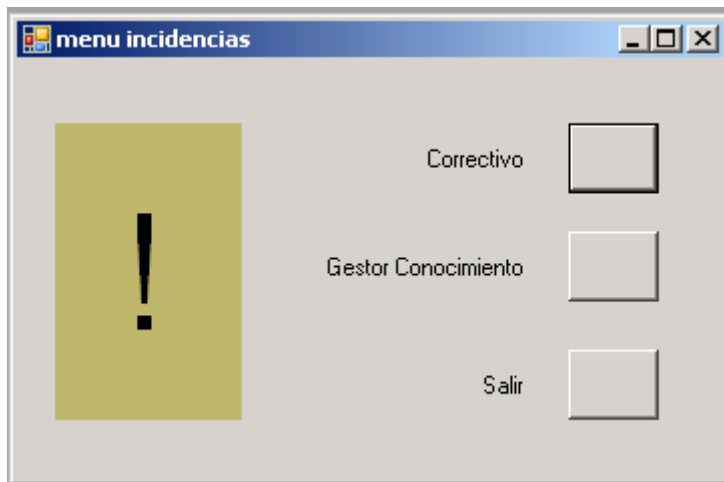 menu incidencias
!
Correctivo
Gestor Conocimiento
Salir